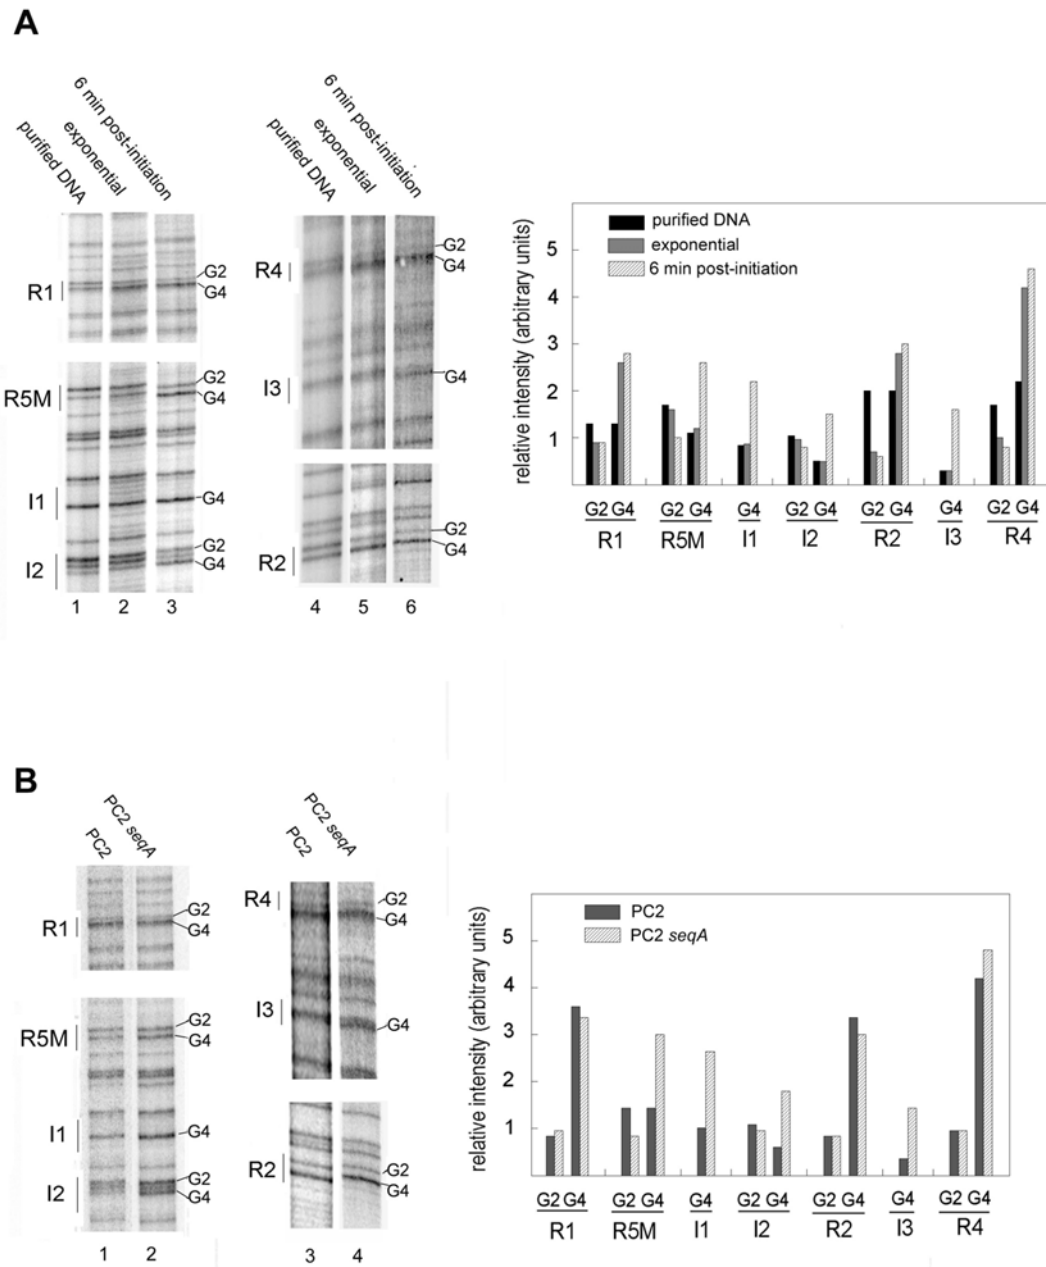 A
purified DNA
exponential
6 min post-initiation
purified DNA
exponential
6 min post-initiation
R1
G2
G4
R5M
G2
G4
I1
G4
I2
G2
G4
1 2 3
R4
G2
G4
I3
G4
R2
G2
G4
4 5 6
relative intensity (arbitrary units)
purified DNA
exponential
6 min post-initiation
5
4
3
2
1
G2 G4 G2 G4 G4 G2 G4 G2 G4 G4 G2 G4
R1 R5M I1 I2 R2 I3 R4
B
PC2
PC2 seqA
PC2
PC2 seqA
R1
G2
G4
R5M
G2
G4
I1
G4
I2
G2
G4
1 2
R4
G2
G4
I3
G4
R2
G2
G4
3 4
relative intensity (arbitrary units)
PC2
PC2 seqA
5
4
3
2
1
G2 G4 G2 G4 G4 G2 G4 G2 G4 G4 G2 G4
R1 R5M I1 I2 R2 I3 R4